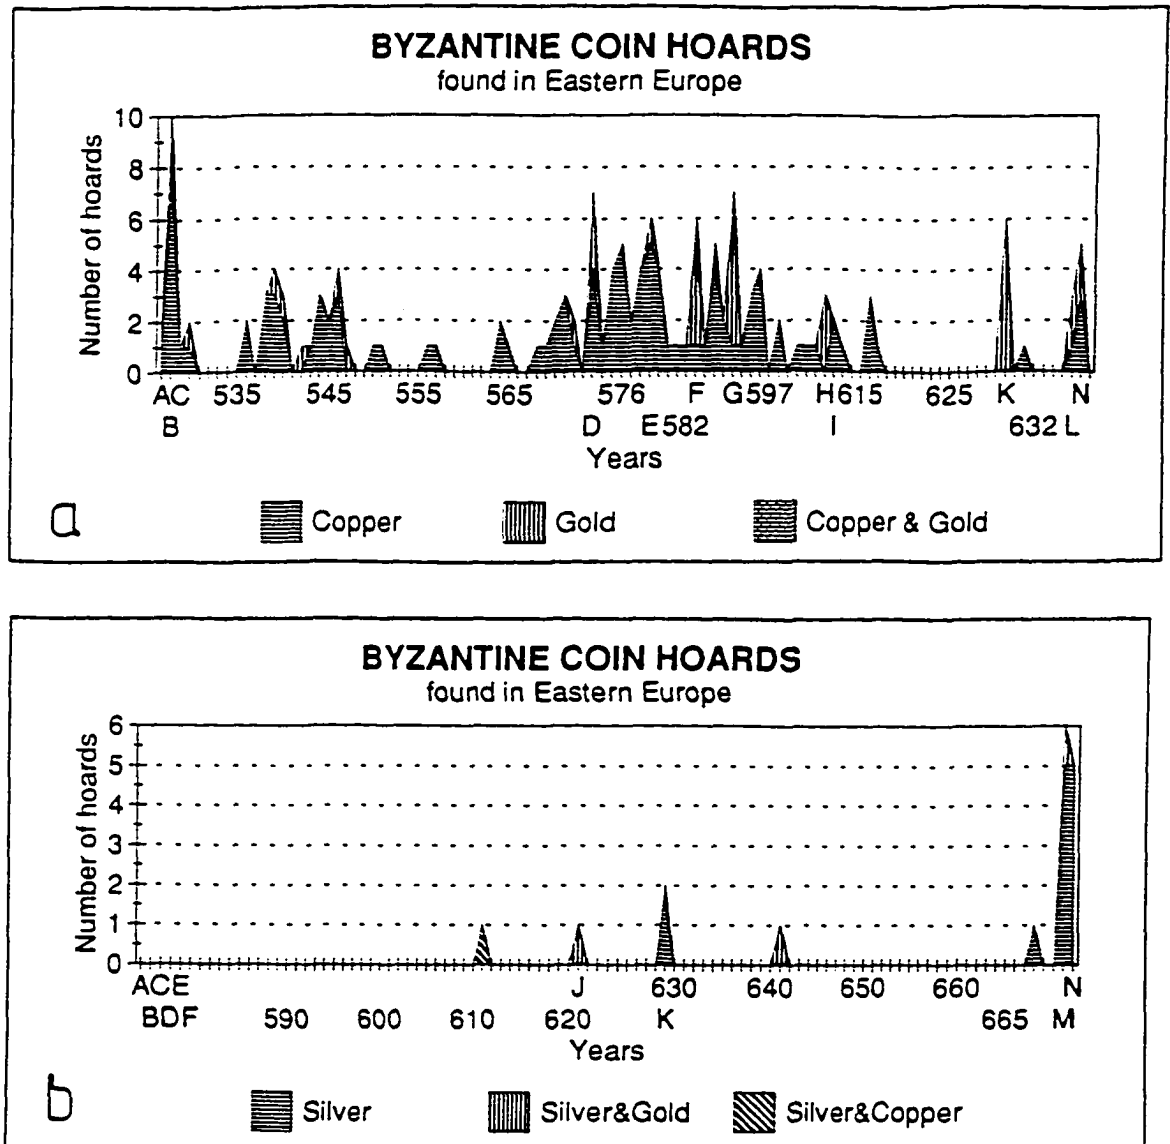 BYZANTINE COIN HOARDS
found in Eastern Europe
Number of hoards
10
8
6
4
2
0
AC 535 545 555 565 576 F G597 H615 625 K N
B D E582 I 632 L
Years
a
Copper Gold Copper & Gold
BYZANTINE COIN HOARDS
found in Eastern Europe
Number of hoards
6
5
4
3
2
1
0
ACE J 630 640 650 660 N
BDF 590 600 610 620 K 665 M
Years
b
Silver Silver&Gold Silver&Copper